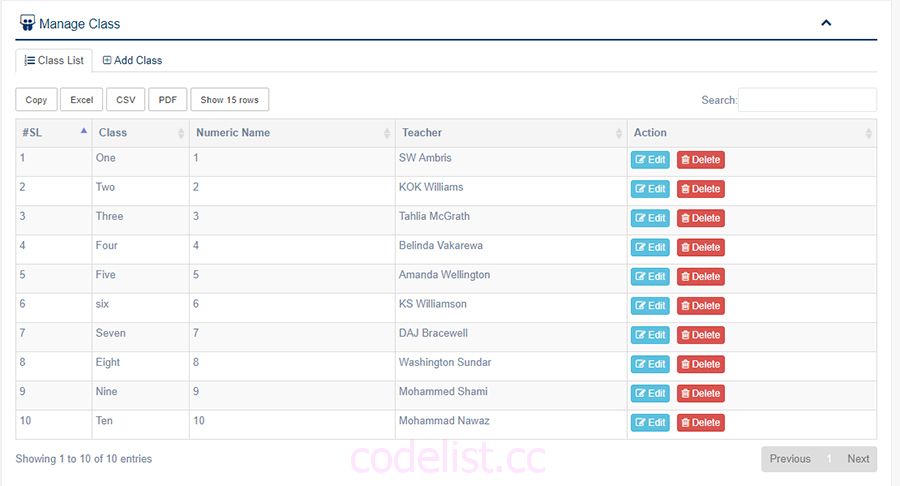 Manage Class
Class List Add Class
Copy Excel CSV PDF Show 15 rows Search:
#SL Class Numeric Name Teacher Action
1 One 1 SW Ambris Edit Delete
2 Two 2 KOK Williams Edit Delete
3 Three 3 Tahlia McGrath Edit Delete
4 Four 4 Belinda Vakarewa Edit Delete
5 Five 5 Amanda Wellington Edit Delete
6 six 6 KS Williamson Edit Delete
7 Seven 7 DAJ Bracewell Edit Delete
8 Eight 8 Washington Sundar Edit Delete
9 Nine 9 Mohammed Shami Edit Delete
10 Ten 10 Mohammad Nawaz Edit Delete
Showing 1 to 10 of 10 entries Previous 1 Next
codelist.cc